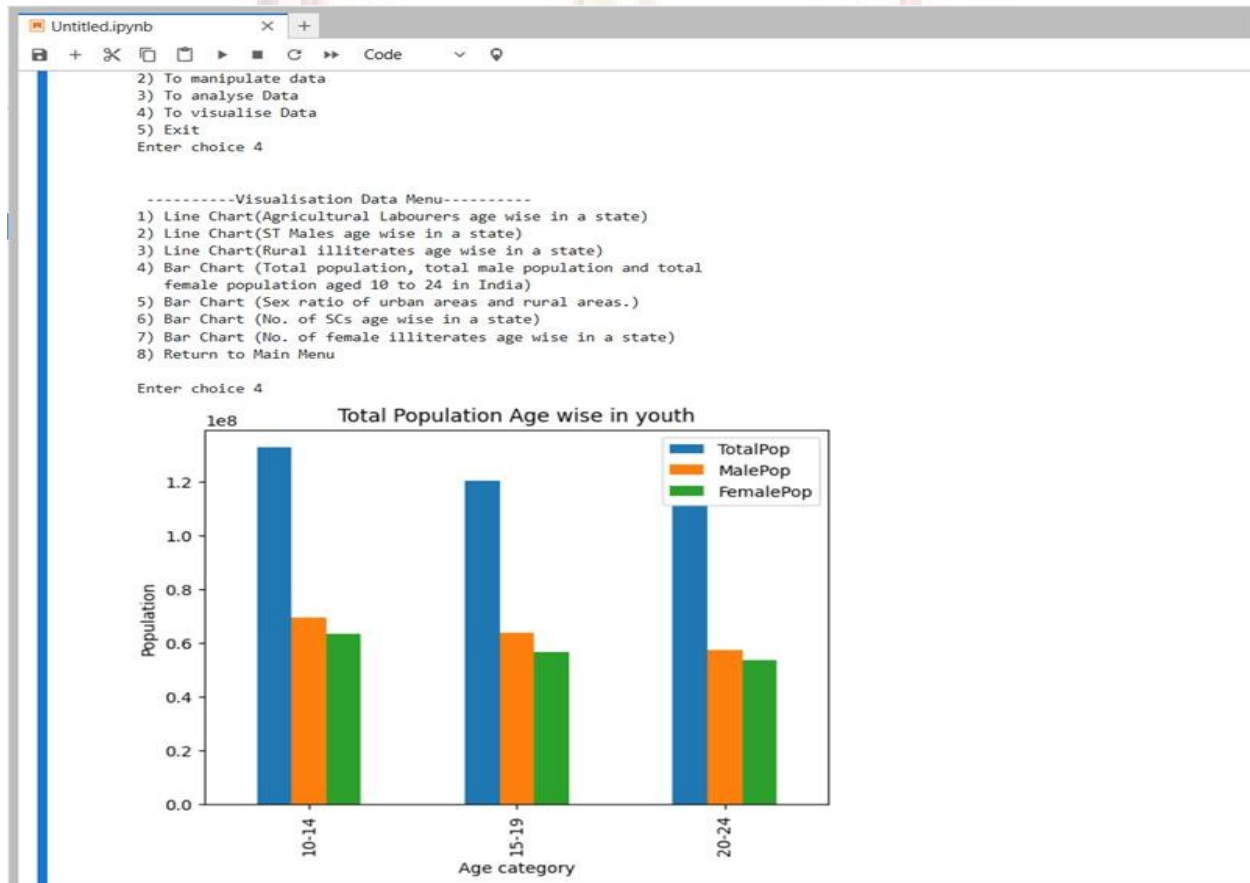 Untitled.ipynb
Code
2) To manipulate data
3) To analyse Data
4) To visualise Data
5) Exit
Enter choice 4
----------Visualisation Data Menu----------
1) Line Chart(Agricultural Labourers age wise in a state)
2) Line Chart(ST Males age wise in a state)
3) Line Chart(Rural illiterates age wise in a state)
4) Bar Chart (Total population, total male population and total
female population aged 10 to 24 in India)
5) Bar Chart (Sex ratio of urban areas and rural areas.)
6) Bar Chart (No. of SCs age wise in a state)
7) Bar Chart (No. of female illiterates age wise in a state)
8) Return to Main Menu
Enter choice 4
Total Population Age wise in youth
1e8
TotalPop
MalePop
FemalePop
1.2
1.0
0.8
0.6
0.4
0.2
0.0
Population
10-14
15-19
20-24
Age category